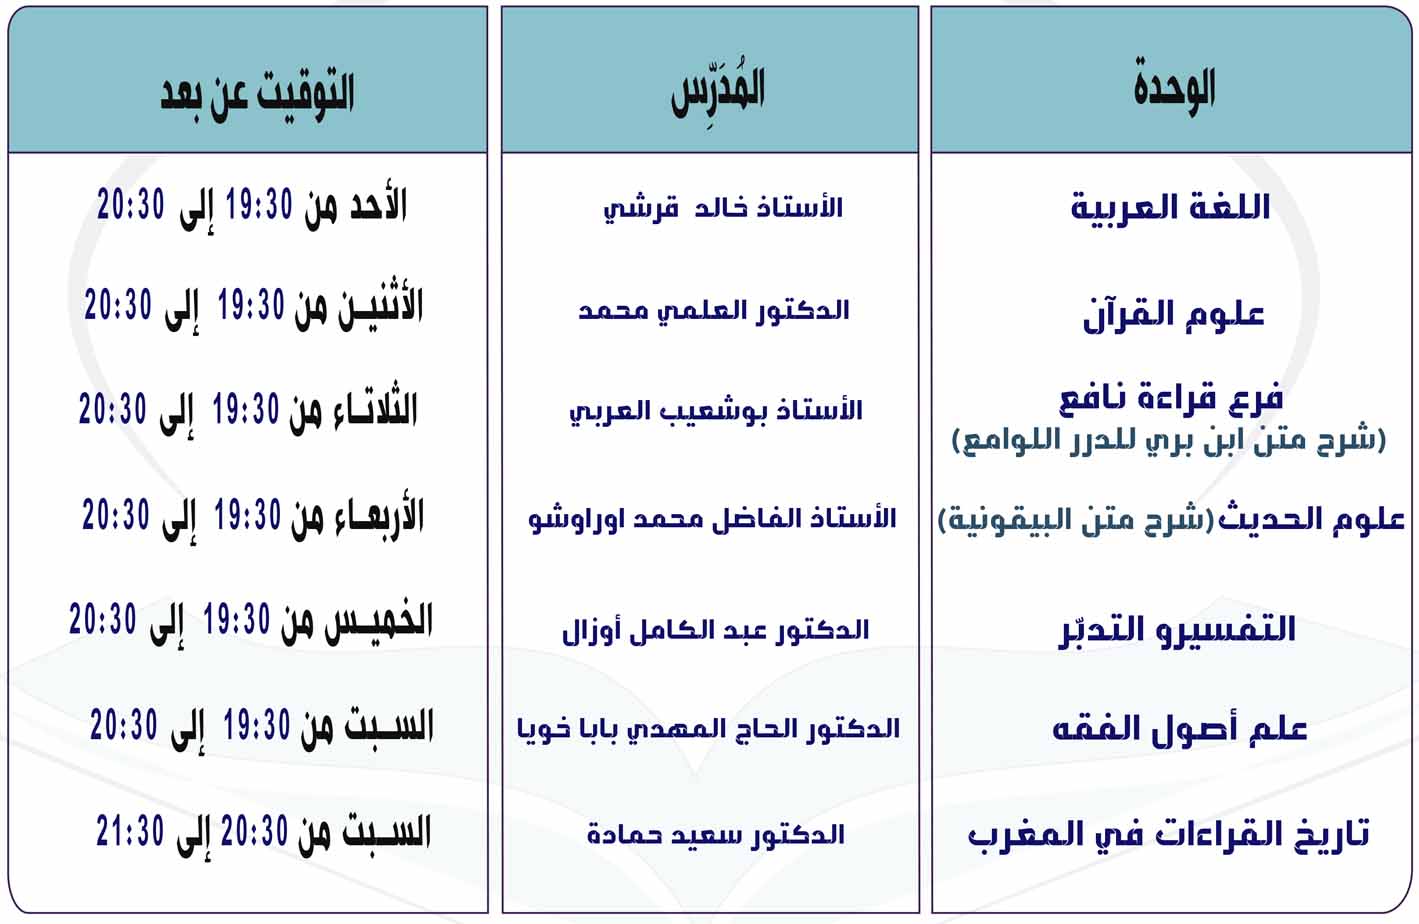 الوحدة المُدَرِّس التوقيت عن بعد
اللغة العربية الأستاذ خالد قرشي الأحد من 19:30 إلى 20:30
علوم القرآن الدكتور العلمي محمد الأثنيـن من 19:30 إلى 20:30
فرع قراءة نافع الأستاذ بوشعيب العربي الثلاثـاء من 19:30 إلى 20:30
(شرح متن ابن بري للدرر اللوامع)
علوم الحديث(شرح متن البيقونية) الأستاذ الفاضل محمد اوراوشو الأربعـاء من 19:30 إلى 20:30
التفسيرو التدبّر الدكتور عبد الكامل أوزال الخميـس من 19:30 إلى 20:30
علم أصول الفقه الدكتور الحاج المهدي بابا خويا السـبت من 19:30 إلى 20:30
تاريخ القراءات في المغرب الدكتور سعيد حمادة السـبت من 20:30 إلى 21:30